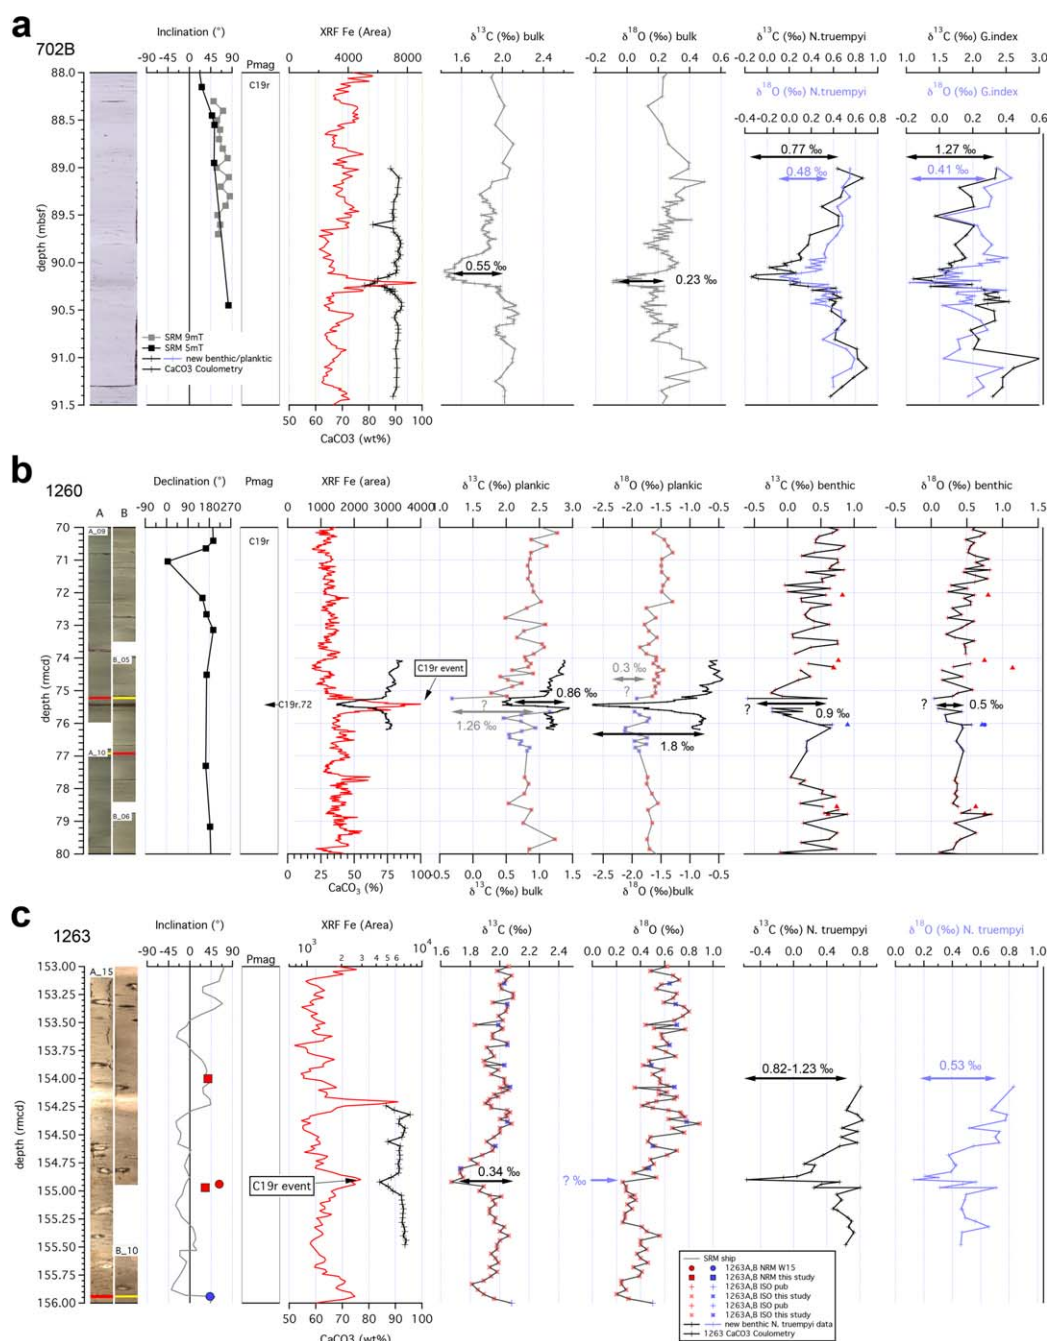 a
702B
Inclination (°)
-90 -45 0 45 90
Pmag
C19r
XRF Fe (Area)
0 4000 8000
δ13C (‰) bulk
1.6 2.0 2.4
δ18O (‰) bulk
0.0 0.2 0.4 0.6
δ13C (‰) N.truempyi
0.0 0.4 0.8 1.2
δ18O (‰) N.truempyi
-0.4 0.0 0.4 0.8
δ13C (‰) G.index
1.0 1.5 2.0 2.5 3.0
δ18O (‰) G.index
-0.2 0.0 0.2 0.4 0.6
88.0
88.5
89.0
89.5
90.0
90.5
91.0
91.5
depth (mbsf)
0.77 ‰
0.48 ‰
1.27 ‰
0.41 ‰
0.55 ‰
0.23 ‰
SRM 9mT
SRM 5mT
new benthic/planktic
CaCO3 Coulometry
50 60 70 80 90 100
CaCO3 (wt%)
b
1260
A B
Declination (°)
-90 0 90 180 270
Pmag
C19r
C19r.72
XRF Fe (area)
0 1000 2000 3000 4000
δ13C (‰) plankic
1.0 1.5 2.0 2.5 3.0
δ18O (‰) plankic
-2.5 -2.0 -1.5 -1.0 -0.5
δ13C (‰) benthic
-0.5 0.0 0.5 1.0
δ18O (‰) benthic
-0.5 0.0 0.5 1.0 1.5
70
71
72
73
74
75
76
77
78
79
80
depth (rmcd)
A_09
B_05
A_10
B_06
C19r event
0.3 ‰
?
0.86 ‰
?
1.26 ‰
1.8 ‰
?
0.9 ‰
?
0.5 ‰
0 25 50 75 100
CaCO3 (%)
0.0 0.5 1.0 1.5
δ13C (‰) bulk
-2.5 -2.0 -1.5 -1.0 -0.5
δ18O (‰)bulk
c
1263
Inclination (°)
-90 -45 0 45 90
Pmag
XRF Fe (Area)
10³ 2 3 4 5 6 10⁴
δ13C (‰)
1.6 1.8 2.0 2.2 2.4
δ18O (‰)
0.0 0.2 0.4 0.6 0.8 1.0
δ13C (‰) N. truempyi
-0.4 0.0 0.4 0.8
δ18O (‰) N. truempyi
0.0 0.2 0.4 0.6 0.8 1.0
A_15
B_10
153.00
153.25
153.50
153.75
154.00
154.25
154.50
154.75
155.00
155.25
155.50
155.75
156.00
depth (rmcd)
C19r event
0.34 ‰
? ‰
0.82-1.23 ‰
0.53 ‰
SRM ship
1263A,B NRM W15
1263A,B NRM this study
1263A,B ISO pub
1263A,B ISO this study
1263A,B ISO pub
1263A,B ISO this study
new benthic N. truempyi data
1263 CaCO3 Coulometry
0 20 40 60 80 100
CaCO3 (wt%)